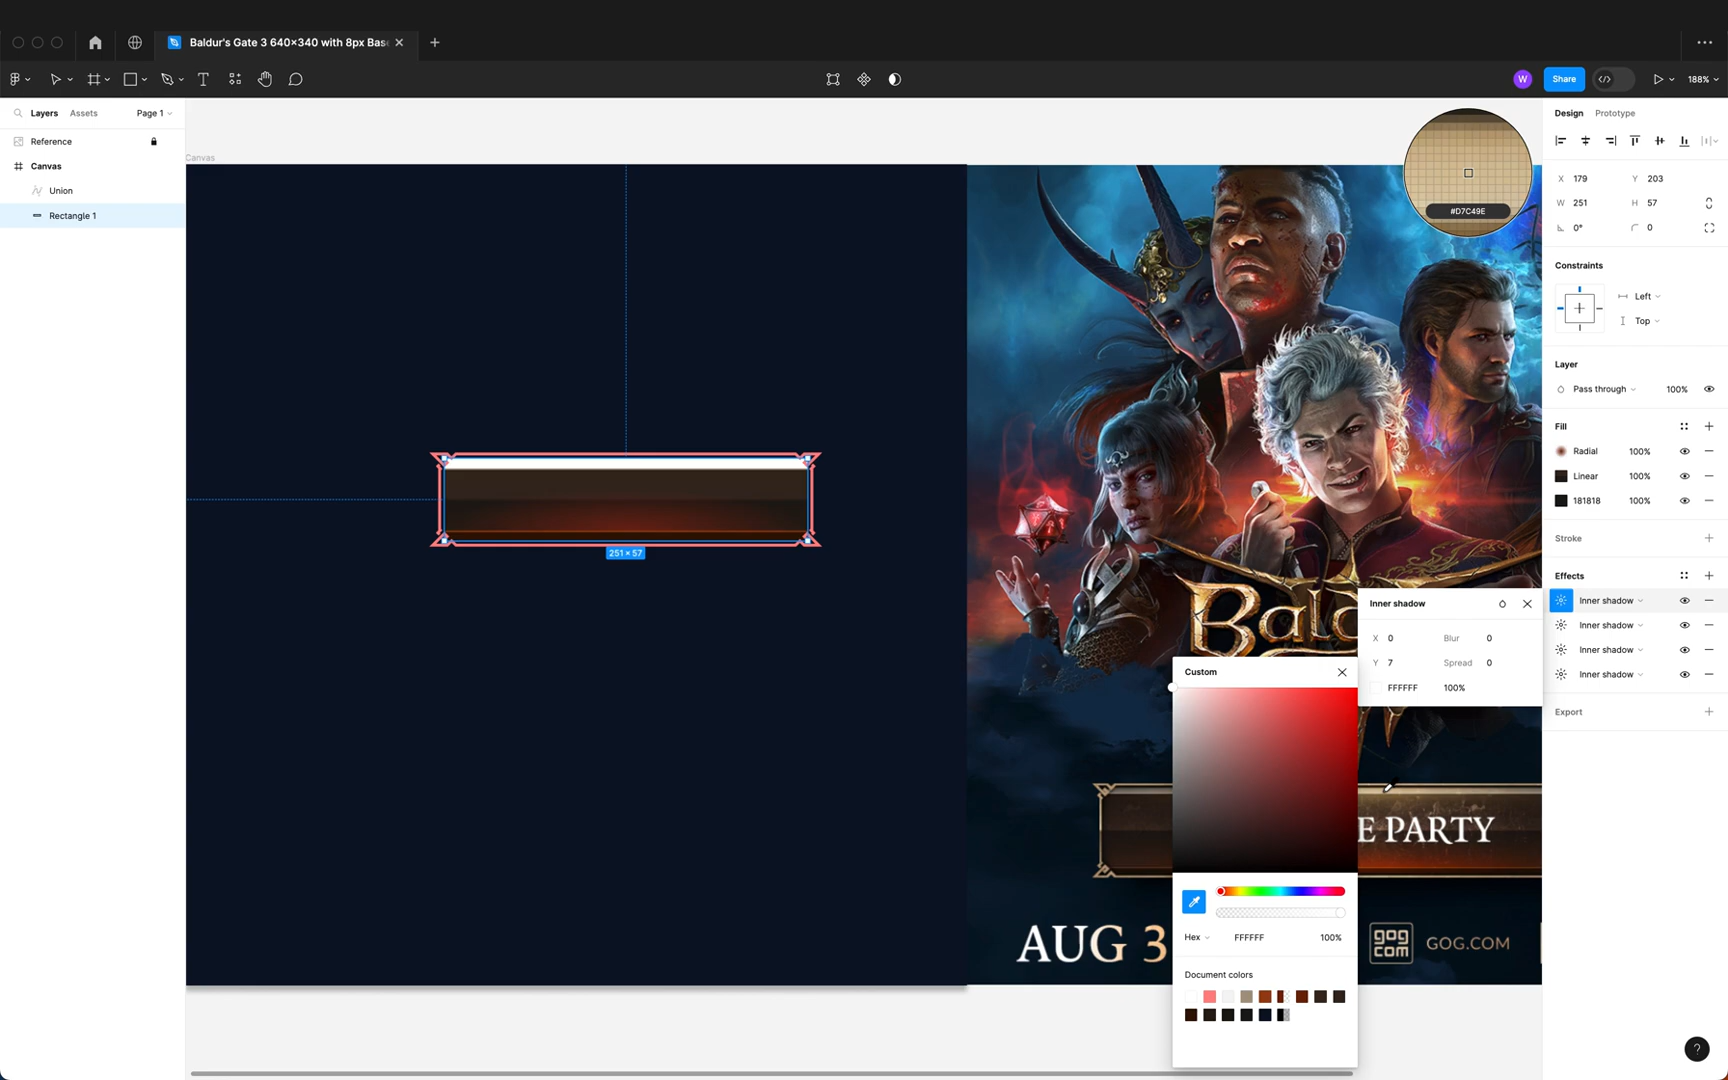 Baldur's Gate 3 640×340 with 8px Bas
W
Share
188%
Layers
Assets
Page 1
Reference
Canvas
Union
Rectangle 1
Canvas
251 × 57
#D7C49E
Design
Prototype
X 179
Y 203
W 251
H 57
0°
0
Constraints
Left
Top
Layer
Pass through
100%
Fill
Radial
100%
Linear
100%
181818
100%
Stroke
Effects
Inner shadow
Inner shadow
Inner shadow
Inner shadow
Export
Inner shadow
X 0
Blur 0
Y 7
Spread 0
FFFFFF
100%
Custom
Hex
FFFFFF
100%
Document colors
Bald
E PARTY
AUG 3
gog
com
GOG.COM
?